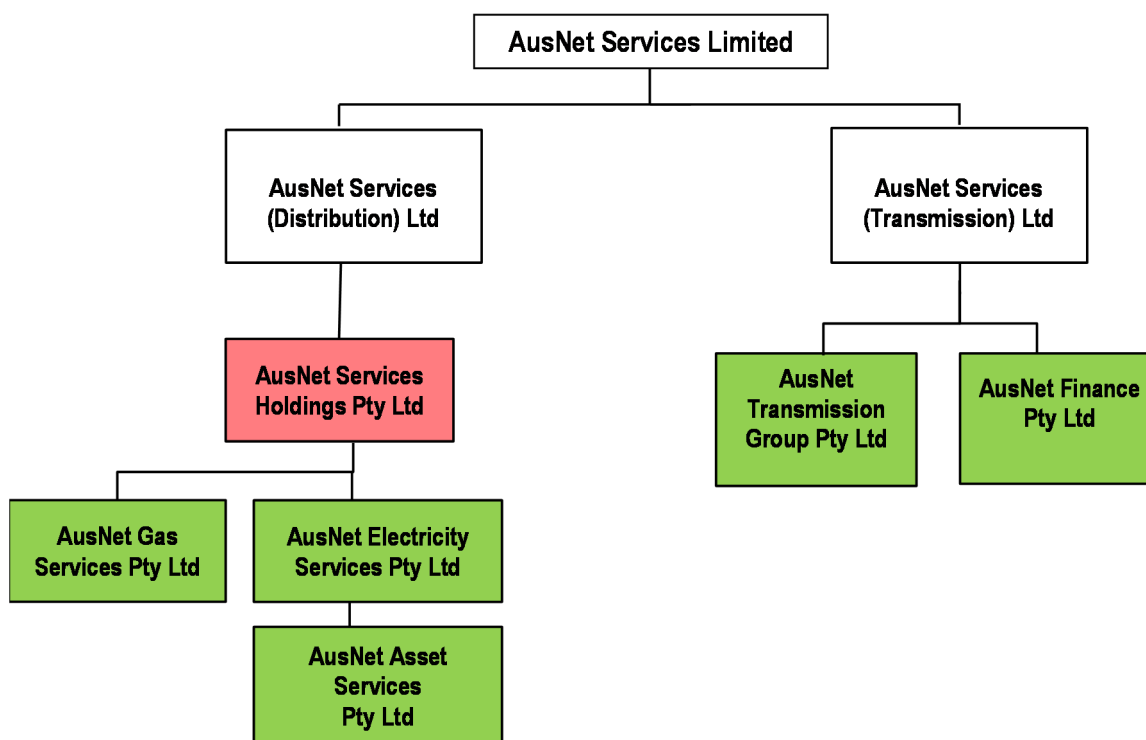 AusNet Services Limited
AusNet Services
(Distribution) Ltd
AusNet Services
(Transmission) Ltd
AusNet Services
Holdings Pty Ltd
AusNet
Transmission
Group Pty Ltd
AusNet Finance
Pty Ltd
AusNet Gas
Services Pty Ltd
AusNet Electricity
Services Pty Ltd
AusNet Asset
Services
Pty Ltd